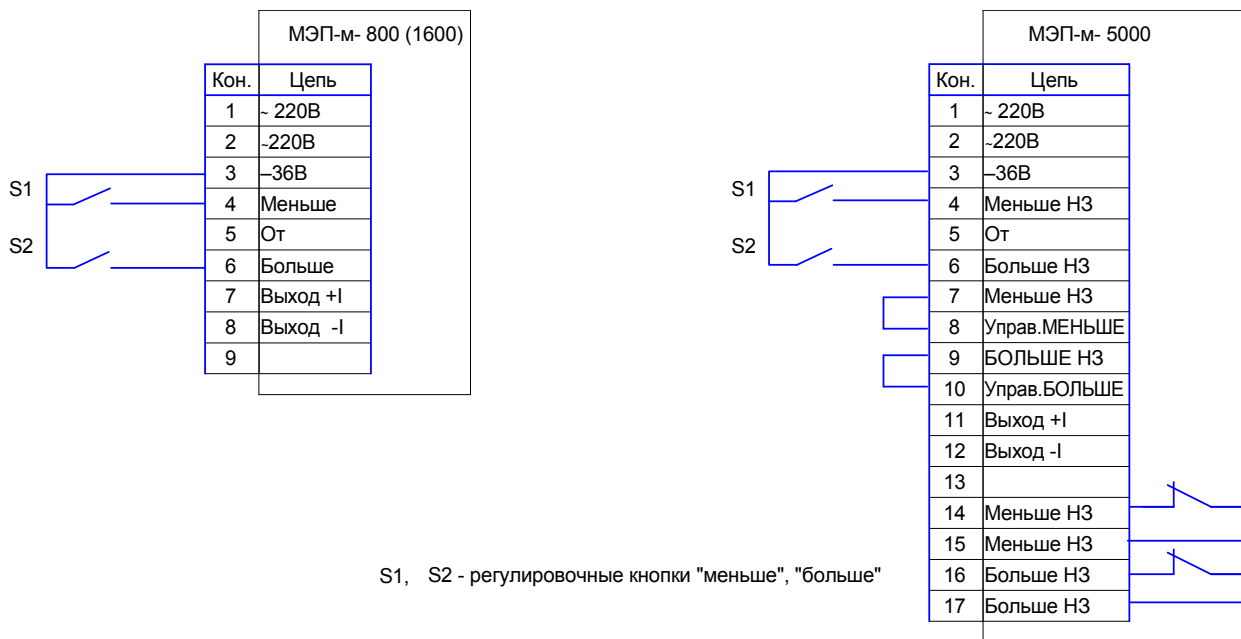 МЭП-м- 800 (1600)
Кон. Цепь
1 ~ 220В
2 ~220В
3 –36В
4 Меньше
5 От
6 Больше
7 Выход +I
8 Выход -I
9
S1
S2
МЭП-м- 5000
Кон. Цепь
1 ~ 220В
2 ~220В
3 –36В
4 Меньше НЗ
5 От
6 Больше НЗ
7 Меньше НЗ
8 Управ.МЕНЬШЕ
9 БОЛЬШЕ НЗ
10 Управ.БОЛЬШЕ
11 Выход +I
12 Выход -I
13
14 Меньше НЗ
15 Меньше НЗ
16 Больше НЗ
17 Больше НЗ
S1
S2
S1, S2 - регулировочные кнопки "меньше", "больше"